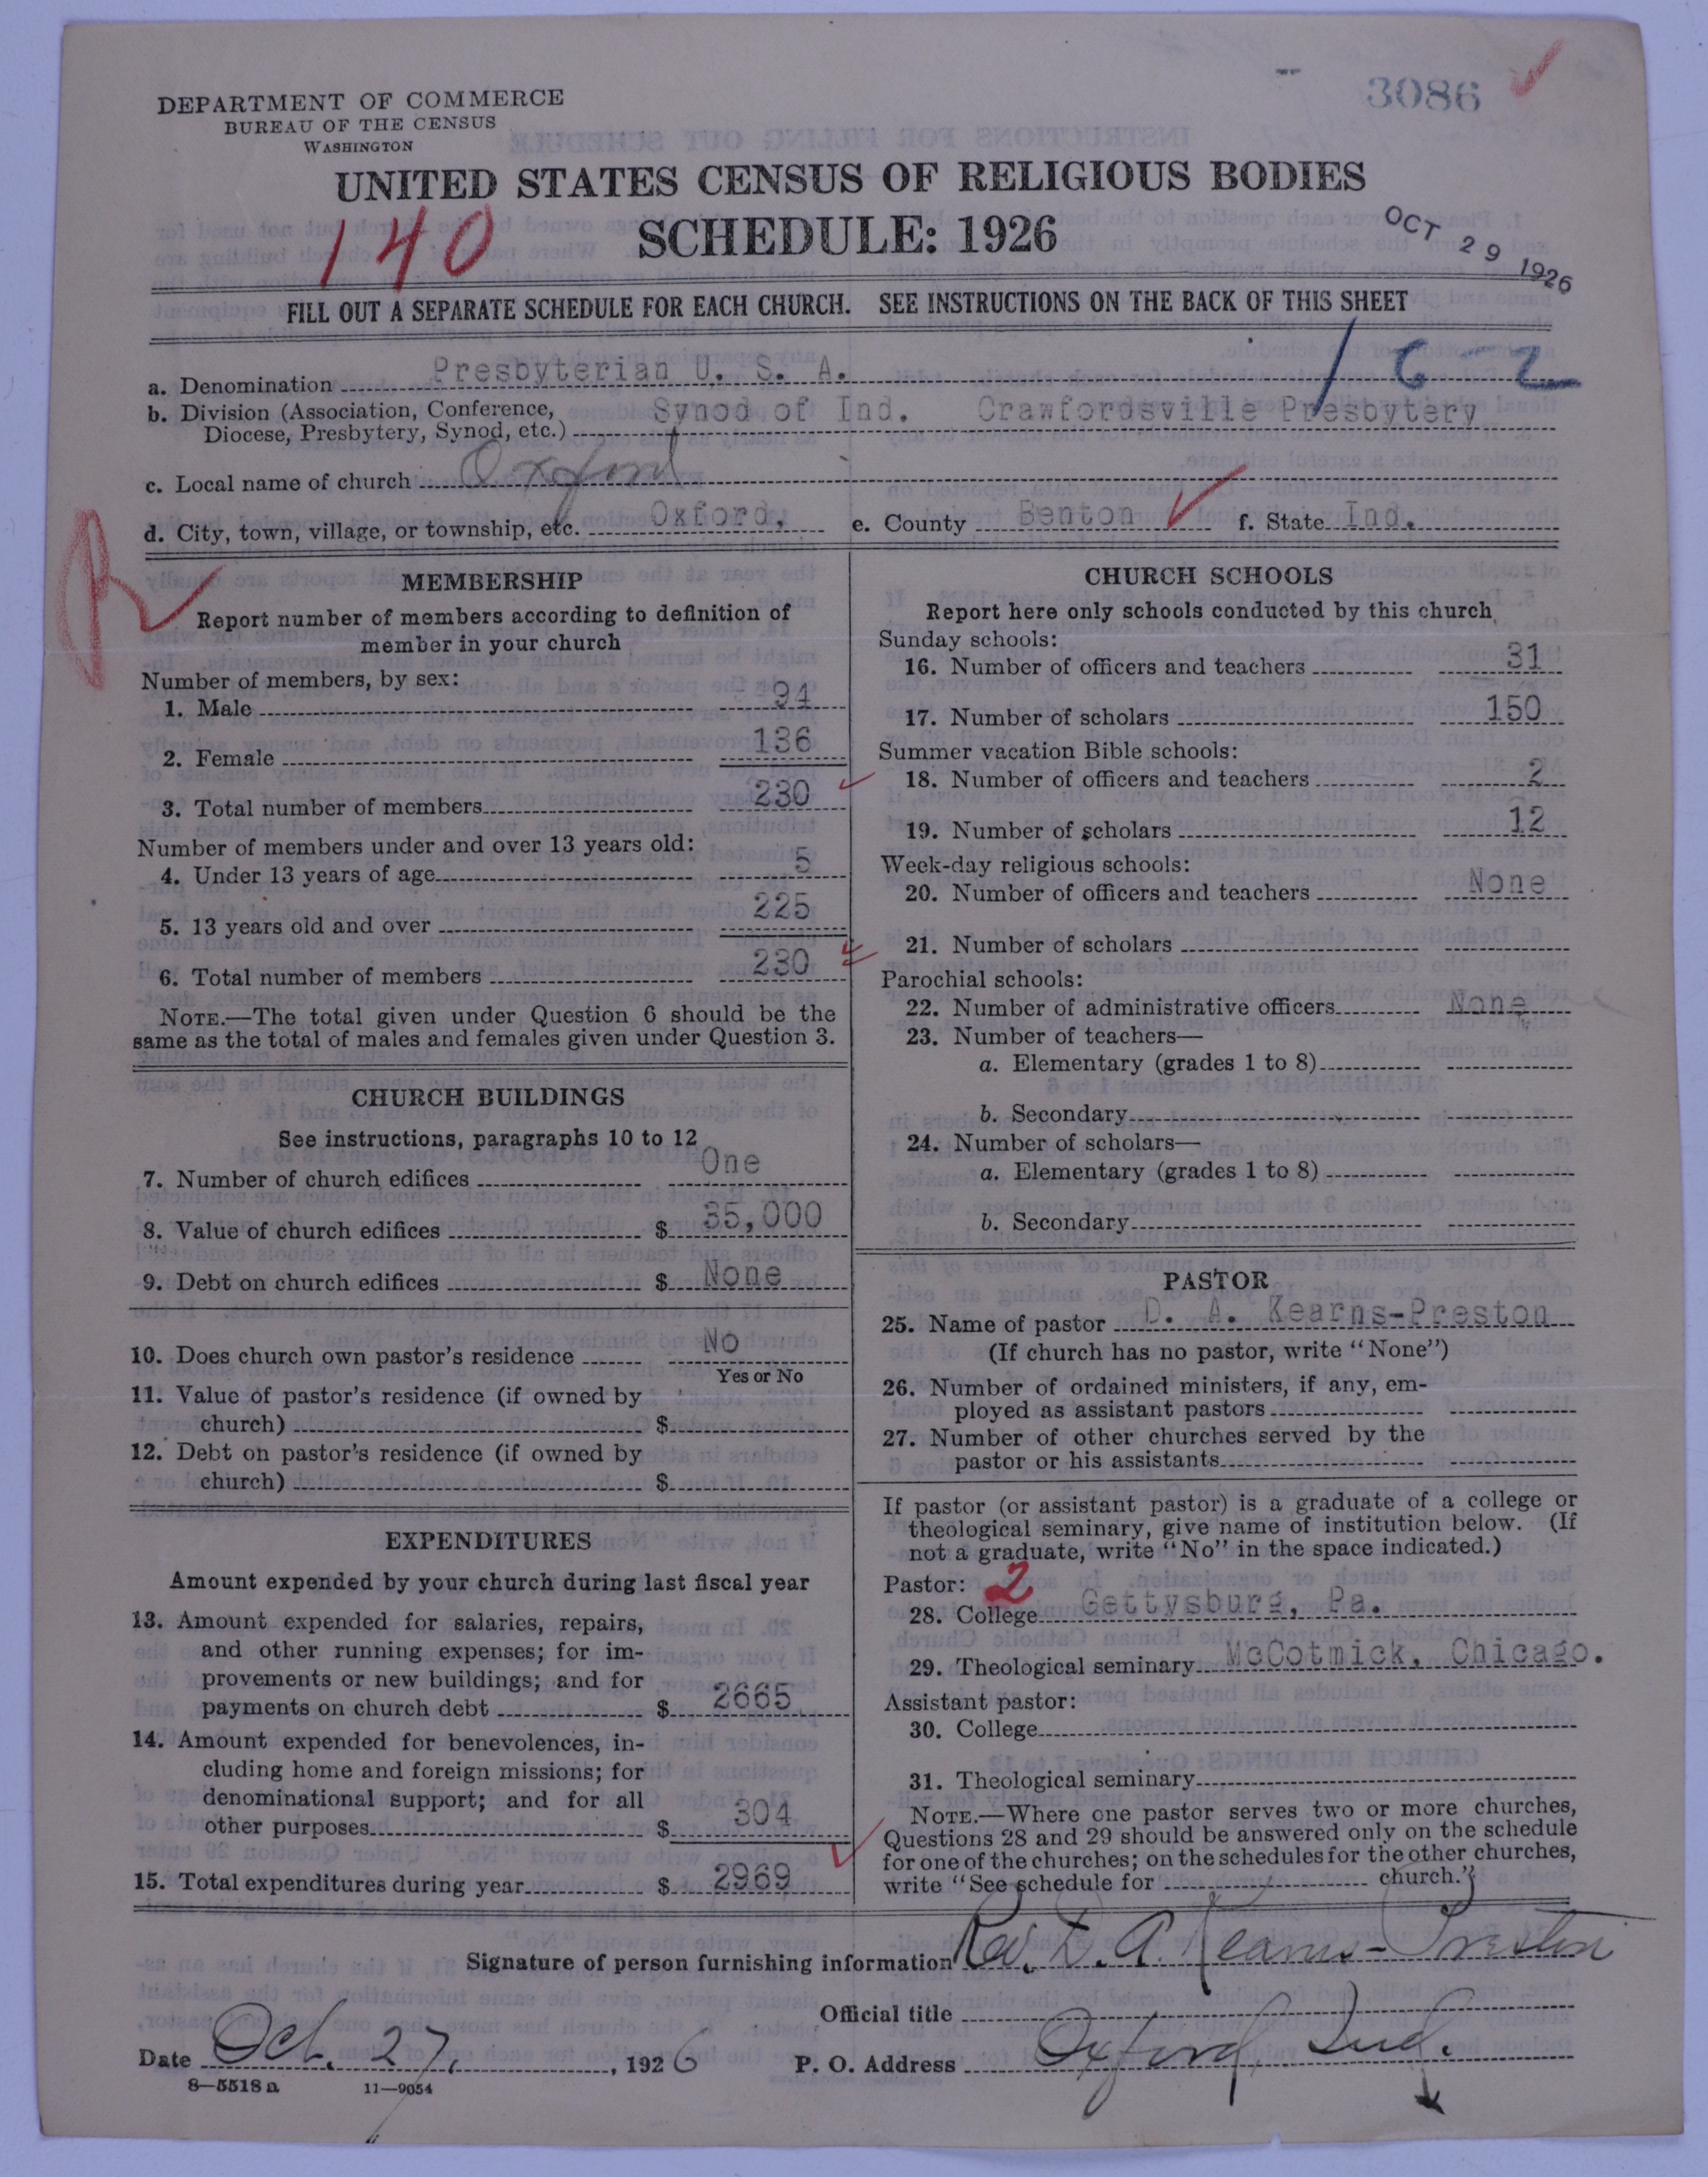 3086
DEPARTMENT OF COMMERCE
BUREAU OF THE CENSUS
WASHINGTON
UNITED STATES CENSUS OF RELIGIOUS BODIES
140
SCHEDULE: 1926
OCT 29 1926
FILL OUT A SEPARATE SCHEDULE FOR EACH CHURCH. SEE INSTRUCTIONS ON THE BACK OF THIS SHEET
a. Denomination Presbyterian U. S. A. 1 6 - 2
b. Division (Association, Conference, Synod of Ind. Crawfordsville Presbytery
Diocese, Presbytery, Synod, etc.)
c. Local name of church Oxford
d. City, town, village, or township, etc. Oxford, e. County Benton f. State Ind.
MEMBERSHIP
Report number of members according to definition of
member in your church
Number of members, by sex:
1. Male 94
2. Female 136
3. Total number of members 230
Number of members under and over 13 years old:
4. Under 13 years of age 5
5. 13 years old and over 225
6. Total number of members 230
NOTE.—The total given under Question 6 should be the
same as the total of males and females given under Question 3.
CHURCH BUILDINGS
See instructions, paragraphs 10 to 12
7. Number of church edifices One
8. Value of church edifices $ 35,000
9. Debt on church edifices $ None
10. Does church own pastor's residence No
Yes or No
11. Value of pastor's residence (if owned by
church) $
12. Debt on pastor's residence (if owned by
church) $
EXPENDITURES
Amount expended by your church during last fiscal year
13. Amount expended for salaries, repairs,
and other running expenses; for im-
provements or new buildings; and for
payments on church debt $ 2665
14. Amount expended for benevolences, in-
cluding home and foreign missions; for
denominational support; and for all
other purposes $ 304
15. Total expenditures during year $ 2969
CHURCH SCHOOLS
Report here only schools conducted by this church
Sunday schools:
16. Number of officers and teachers 31
17. Number of scholars 150
Summer vacation Bible schools:
18. Number of officers and teachers 2
19. Number of scholars 12
Week-day religious schools:
20. Number of officers and teachers None
21. Number of scholars
Parochial schools:
22. Number of administrative officers None
23. Number of teachers—
a. Elementary (grades 1 to 8)
b. Secondary
24. Number of scholars—
a. Elementary (grades 1 to 8)
b. Secondary
PASTOR
25. Name of pastor D. A. Kearns-Preston
(If church has no pastor, write "None")
26. Number of ordained ministers, if any, em-
ployed as assistant pastors
27. Number of other churches served by the
pastor or his assistants
If pastor (or assistant pastor) is a graduate of a college or
theological seminary, give name of institution below. (If
not a graduate, write "No" in the space indicated.)
Pastor: 2
28. College Gettysburg, Pa.
29. Theological seminary McCotmick, Chicago.
Assistant pastor:
30. College
31. Theological seminary
NOTE.—Where one pastor serves two or more churches,
Questions 28 and 29 should be answered only on the schedule
for one of the churches; on the schedules for the other churches,
write "See schedule for church."
Signature of person furnishing information Rev. D. A. Kearns-Preston
Official title
Date Oct. 27, 1926 P. O. Address Oxford, Ind.
8—5518a 11—9054